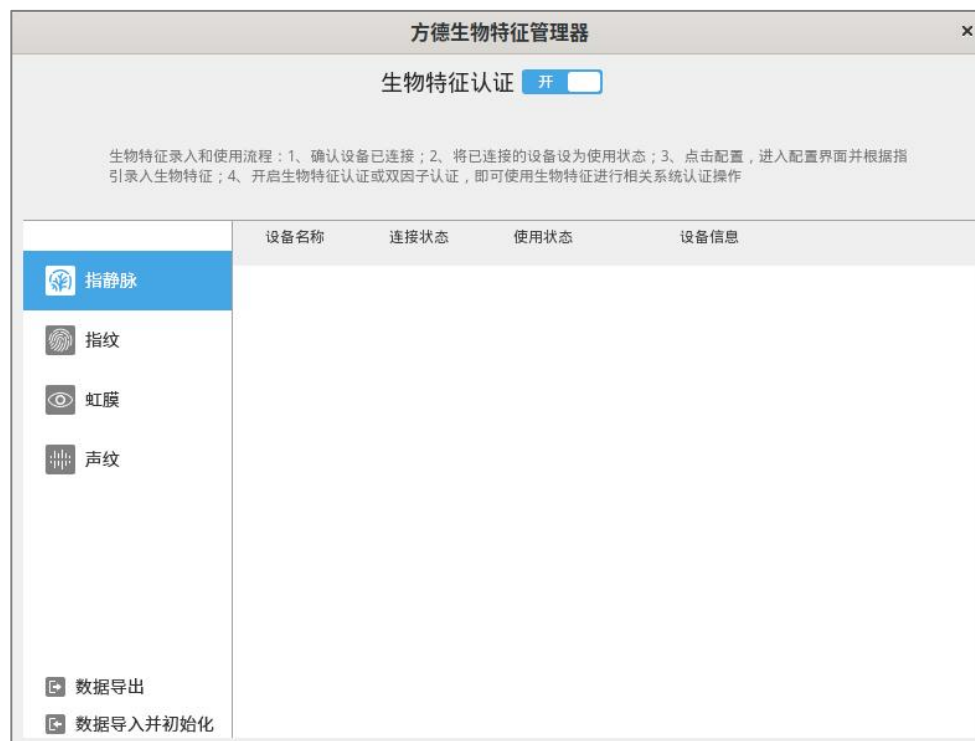 方德生物特征管理器
生物特征认证 开
生物特征录入和使用流程：1、确认设备已连接；2、将已连接的设备设为使用状态；3、点击配置，进入配置界面并根据指
引录入生物特征；4、开启生物特征认证或双因子认证，即可使用生物特征进行相关系统认证操作
设备名称 连接状态 使用状态 设备信息
指静脉
指纹
虹膜
声纹
数据导出
数据导入并初始化